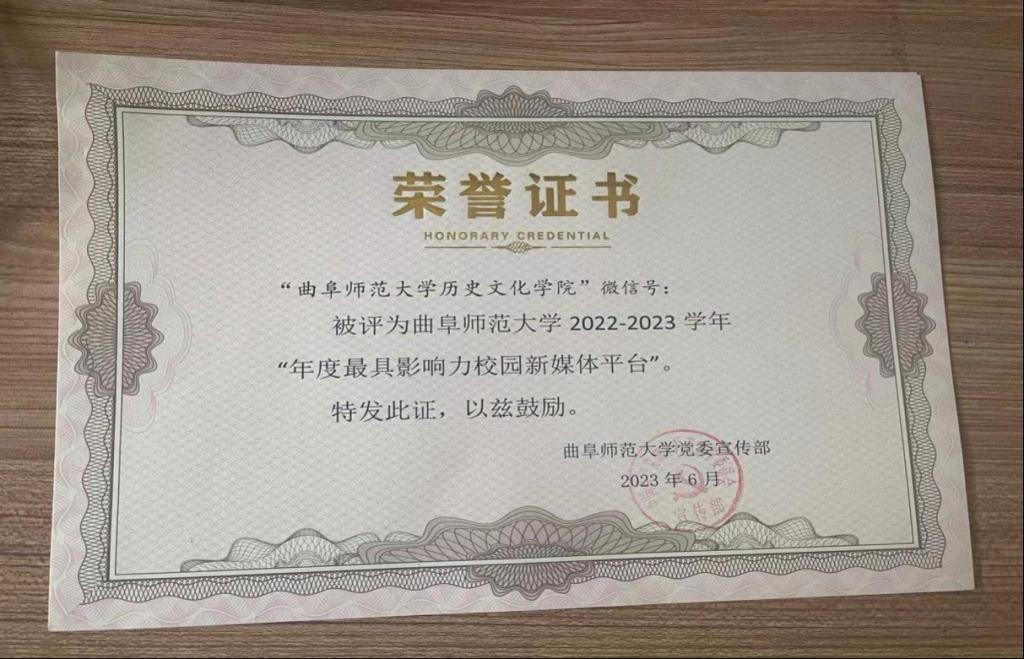 荣誉证书
HONORARY CREDENTIAL
“曲阜师范大学历史文化学院”微信号：
被评为曲阜师范大学 2022-2023 学年
“年度最具影响力校园新媒体平台”。
特发此证，以兹鼓励。
曲阜师范大学党委宣传部
2023 年 6 月
宣传部